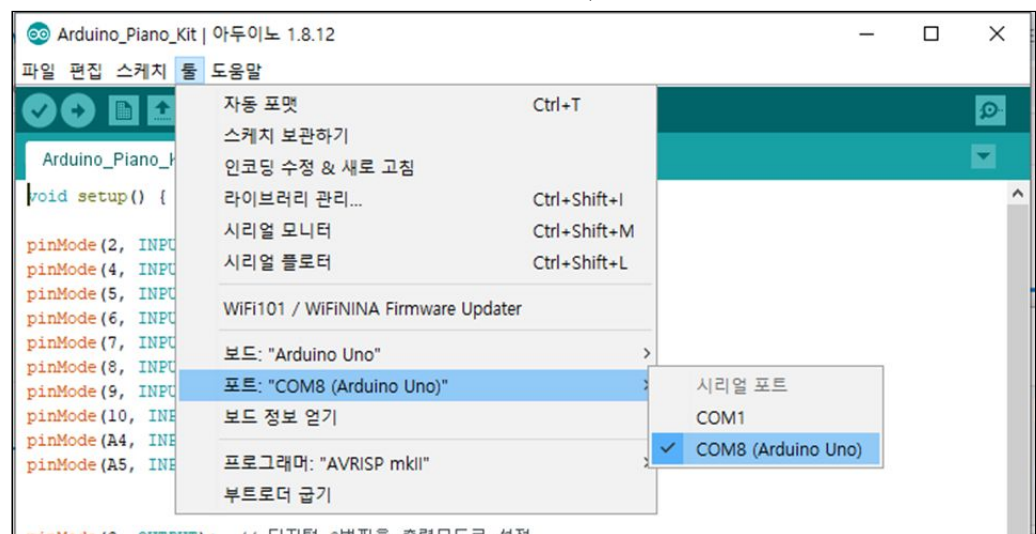 Arduino_Piano_Kit | 아두이노 1.8.12
파일 편집 스케치 툴 도움말
자동 포맷 Ctrl+T
스케치 보관하기
인코딩 수정 & 새로 고침
라이브러리 관리... Ctrl+Shift+I
시리얼 모니터 Ctrl+Shift+M
시리얼 플로터 Ctrl+Shift+L
WiFi101 / WiFiNINA Firmware Updater
보드: "Arduino Uno"
포트: "COM8 (Arduino Uno)"
보드 정보 얻기
프로그래머: "AVRISP mkII"
부트로더 굽기
시리얼 포트
COM1
COM8 (Arduino Uno)
Arduino_Piano_K
void setup() {
pinMode(2, INPU
pinMode(4, INPU
pinMode(5, INPU
pinMode(6, INPU
pinMode(7, INPU
pinMode(8, INPU
pinMode(9, INPU
pinMode(10, INP
pinMode(A4, INP
pinMode(A5, INP